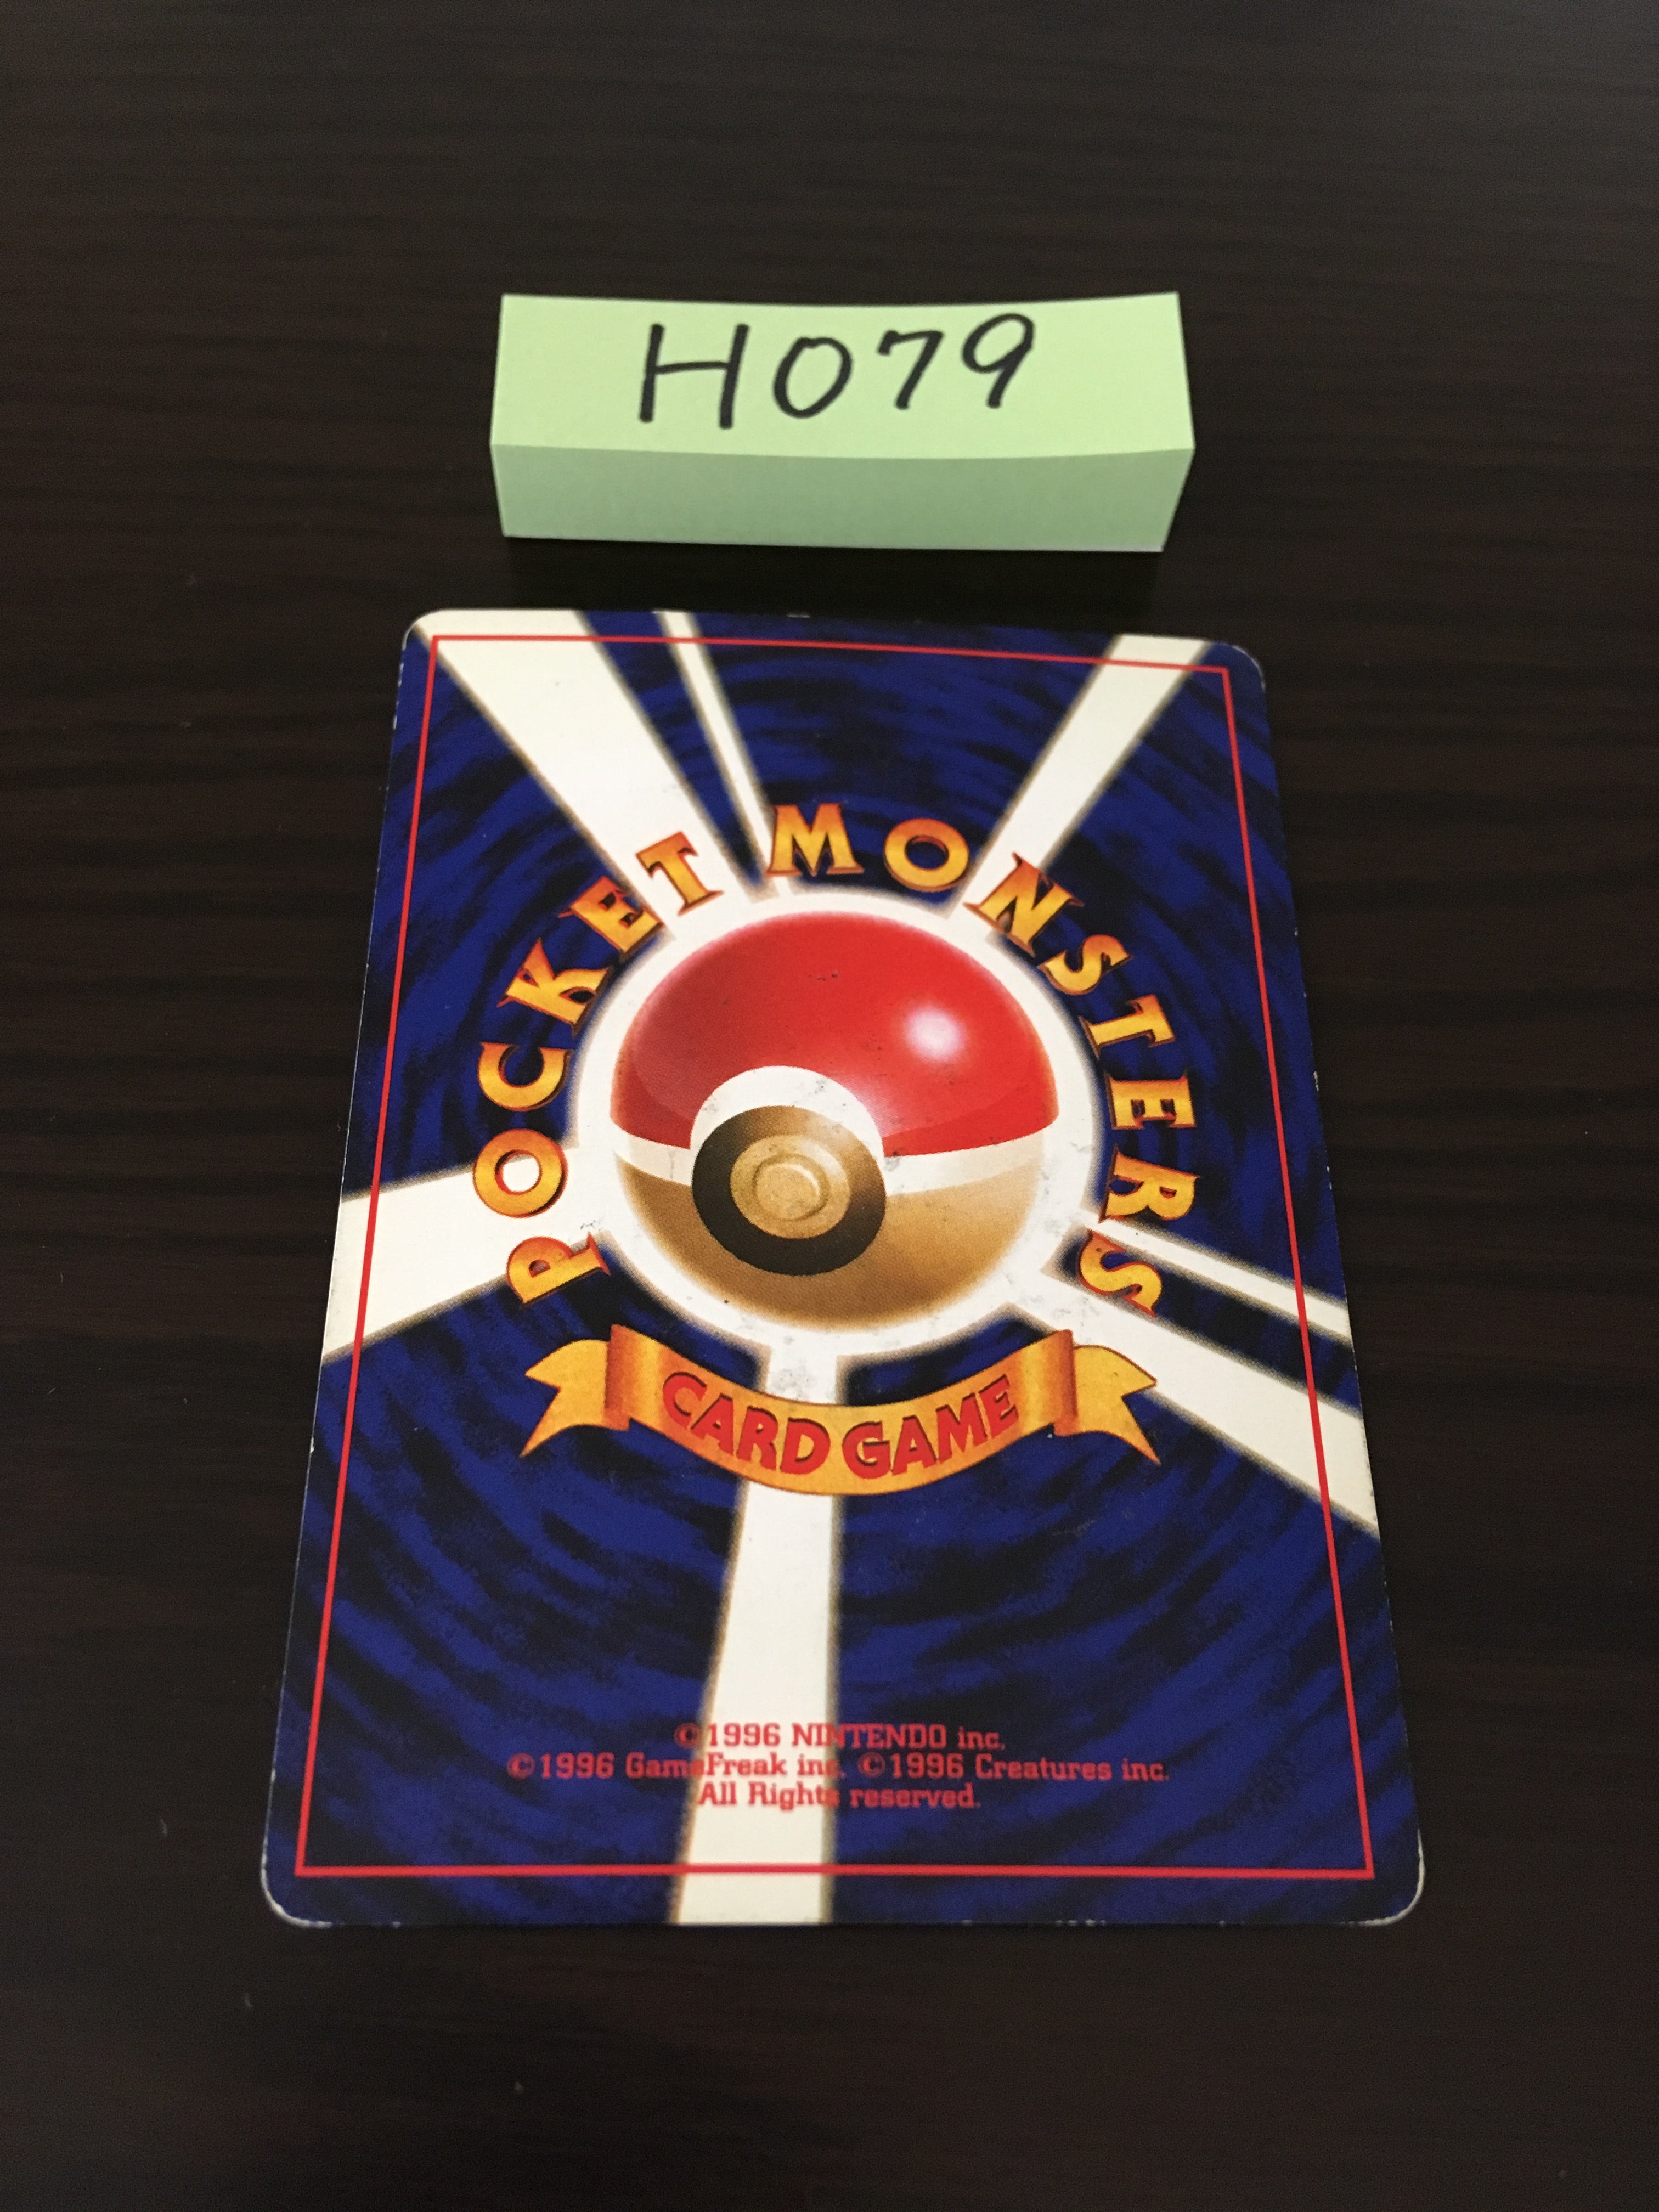 H079
POCKET MONSTERS
CARD GAME
©1996 NINTENDO inc.
©1996 GameFreak inc. ©1996 Creatures inc.
All Rights reserved.